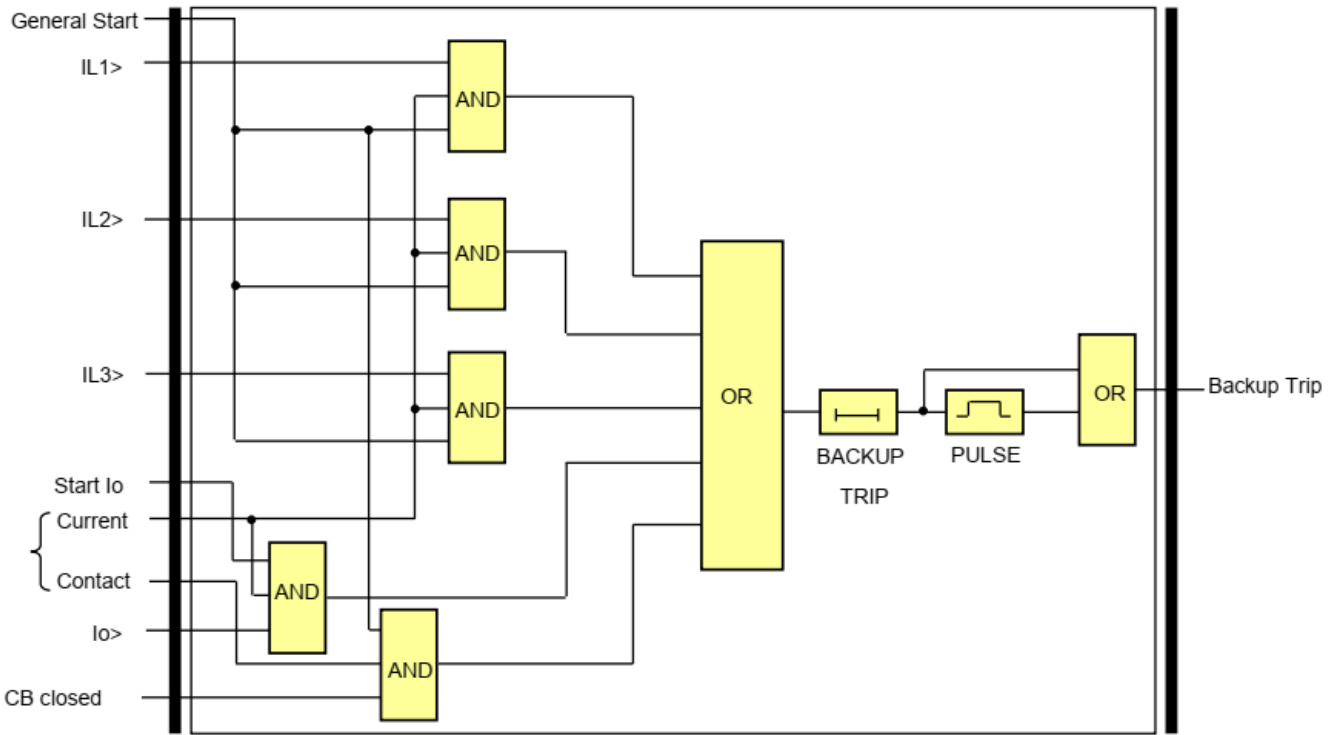 General Start
IL1>
AND
IL2>
AND
IL3>
AND
OR
OR
Backup Trip
BACKUP
TRIP
PULSE
Start Io
Current
Contact
AND
Io>
AND
CB closed